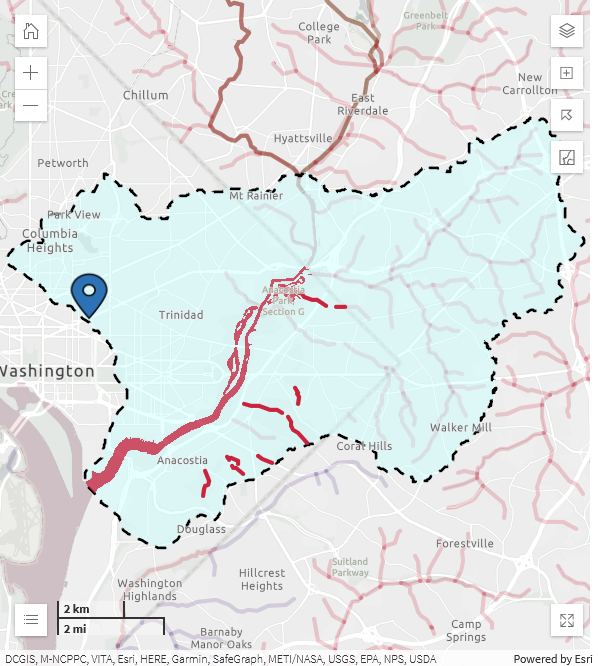 College
Park
Greenbelt
Park
New
Carrollton
Chillum
East
Riverdale
Hyattsville
Petworth
Mt Rainier
Park View
Columbia
Heights
Anacostia
Park
Section G
Trinidad
Washington
Walker Mill
Coral Hills
Anacostia
Douglass
Forestville
Suitland
Parkway
Hillcrest
Heights
Washington
Highlands
2 km
2 mi
Camp
Springs
Barnaby
Manor Oaks
DCGIS, M-NCPPC, VITA, Esri, HERE, Garmin, SafeGraph, METI/NASA, USGS, EPA, NPS, USDA
Powered by Esri